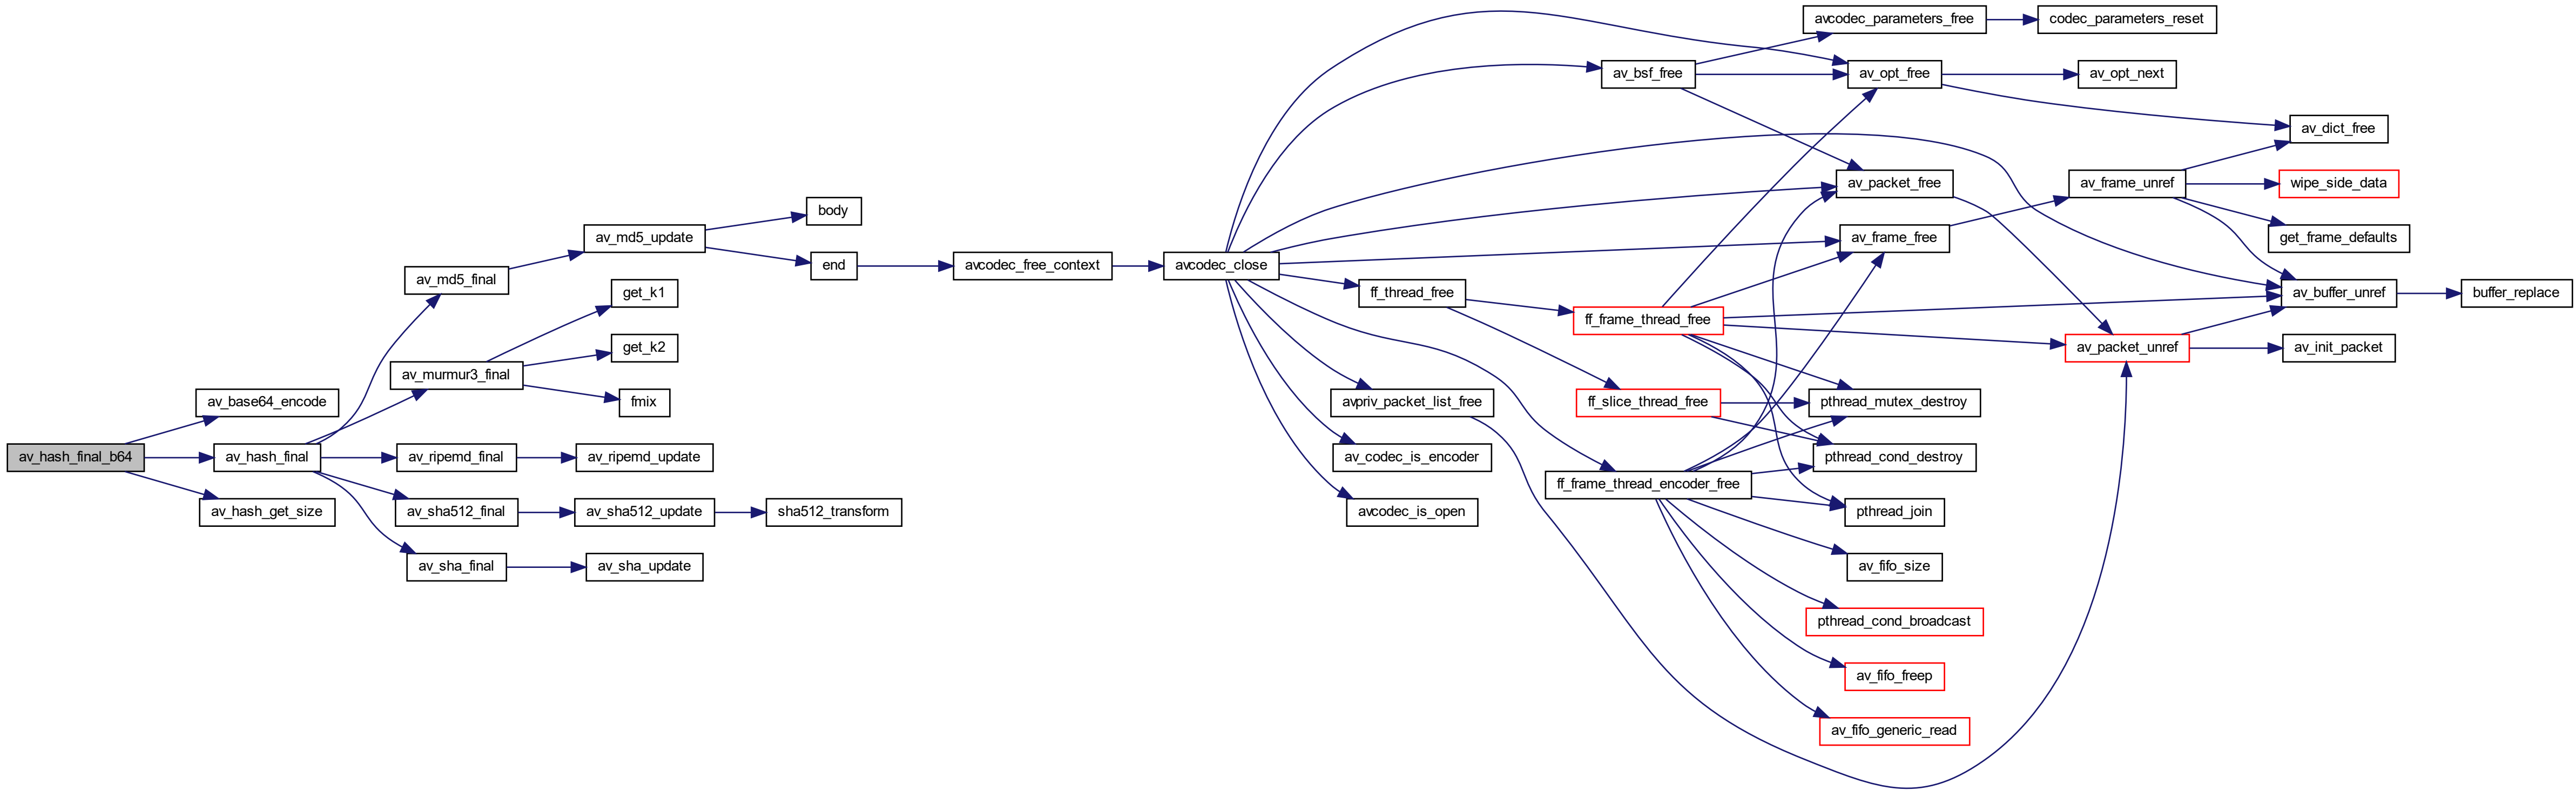 av_hash_final_b64
av_base64_encode
av_hash_final
av_hash_get_size
av_md5_final
av_murmur3_final
av_ripemd_final
av_sha512_final
av_sha_final
av_md5_update
get_k1
get_k2
fmix
av_ripemd_update
av_sha512_update
av_sha_update
body
end
sha512_transform
avcodec_free_context
avcodec_close
ff_thread_free
avpriv_packet_list_free
av_codec_is_encoder
avcodec_is_open
av_bsf_free
ff_frame_thread_free
ff_slice_thread_free
ff_frame_thread_encoder_free
avcodec_parameters_free
av_opt_free
av_packet_free
av_frame_free
pthread_mutex_destroy
pthread_cond_destroy
pthread_join
av_fifo_size
pthread_cond_broadcast
av_fifo_freep
av_fifo_generic_read
codec_parameters_reset
av_opt_next
av_frame_unref
av_packet_unref
av_dict_free
wipe_side_data
get_frame_defaults
av_buffer_unref
av_init_packet
buffer_replace